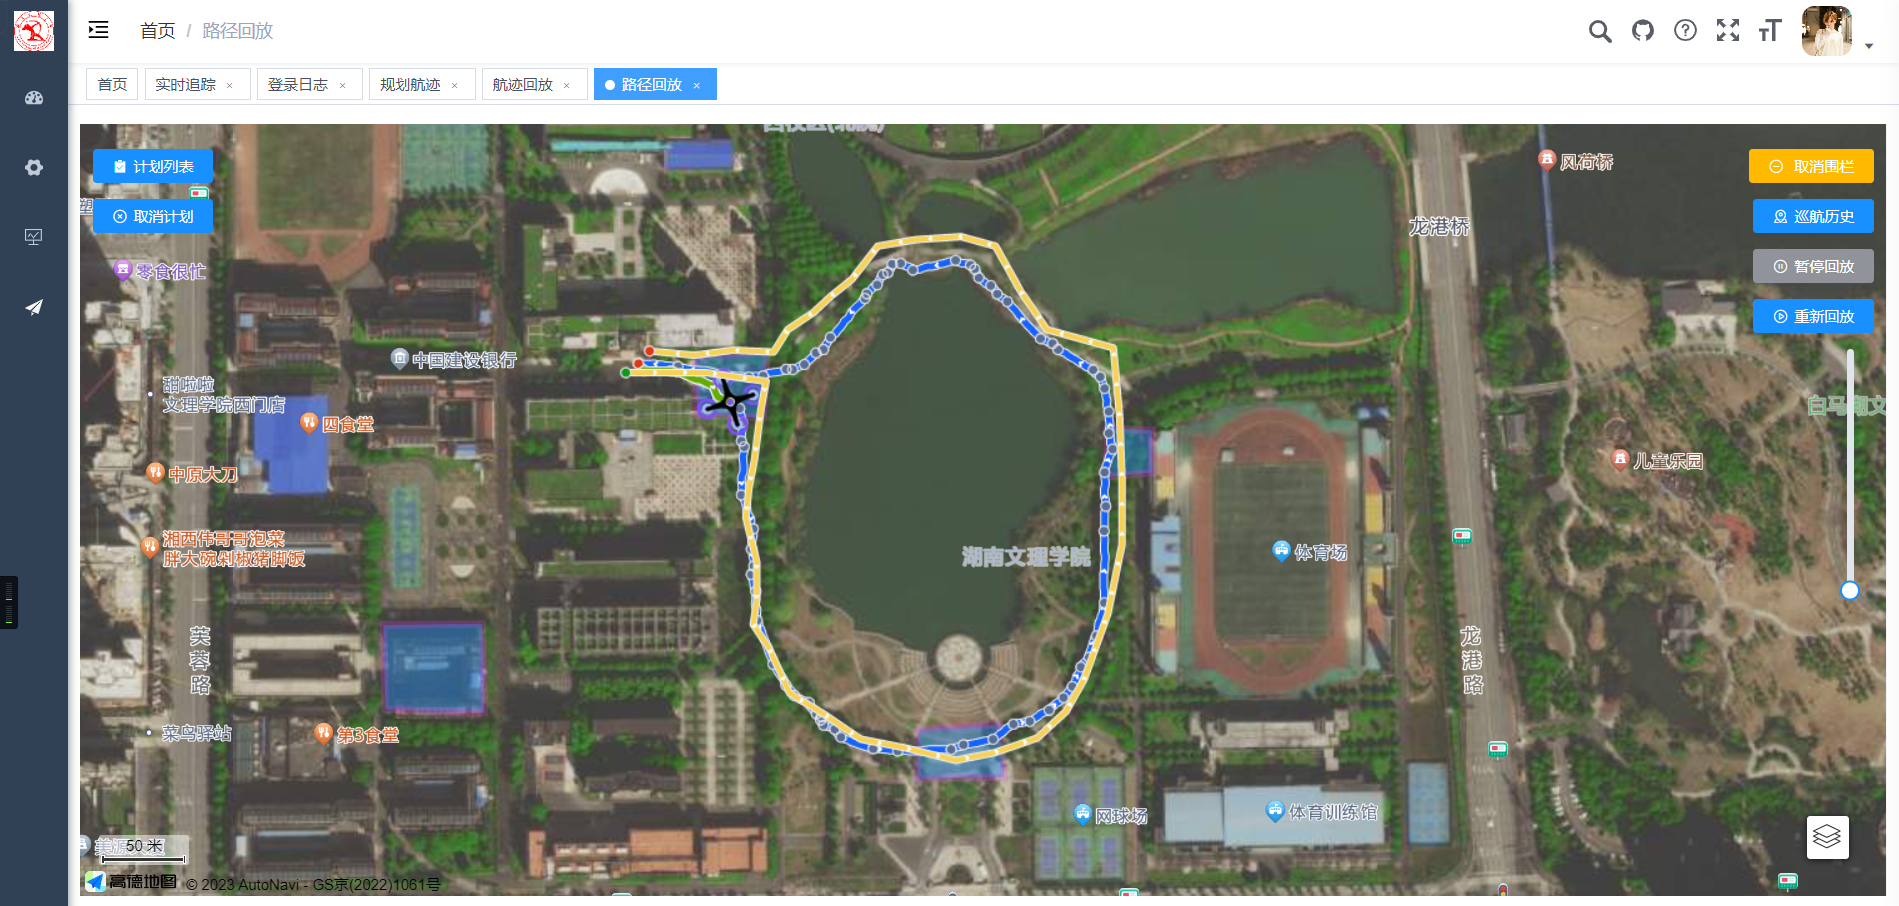 首页 / 路径回放
首页
实时追踪 ×
登录日志 ×
规划航迹 ×
航迹回放 ×
路径回放 ×
计划列表
取消计划
取消围栏
巡航历史
暂停回放
重新回放
风荷桥
龙港桥
塑
零食很忙
中国建设银行
甜啦啦
文理学院西门店
四食堂
白马湖文
儿童乐园
中原大刀
湘西伟哥哥泡菜
胖大碗剁椒猪脚饭
湖南文理学院
体育场
芙蓉路
龙港路
菜鸟驿站
第3食堂
网球场
体育训练馆
50 米
高德地图 © 2023 AutoNavi - GS京(2022)1061号